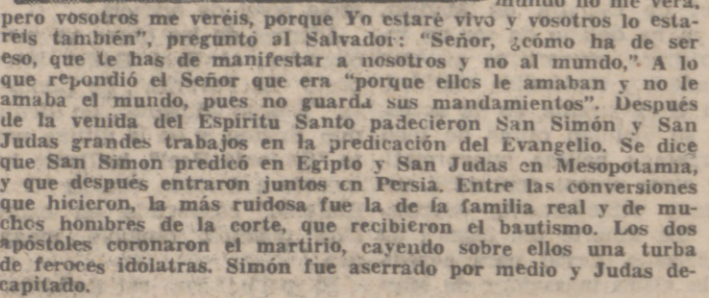 mundo no me verá,
pero vosotros me veréis, porque Yo estaré vivo y vosotros lo esta-
réis también", preguntó al Salvador: "Señor, ¿cómo ha de ser
eso, que te has de manifestar a nosotros y no al mundo,". A lo
que repondió el Señor que era "porque ellos le amaban y no le
amaba el mundo, pues no guarda sus mandamientos". Después
de la venida del Espíritu Santo padecieron San Simón y San
Judas grandes trabajos en la predicación del Evangelio. Se dice
que San Simon predicó en Egipto y San Judas en Mesopotamia,
y que después entraron juntos en Persia. Entre las conversiones
que hicieron, la más ruidosa fue la de la familia real y de mu-
chos hombres de la corte, que recibieron el bautismo. Los dos
apóstoles coronaron el martirio, cayendo sobre ellos una turba
de feroces idólatras. Simón fue aserrado por medio y Judas de-
capitado.